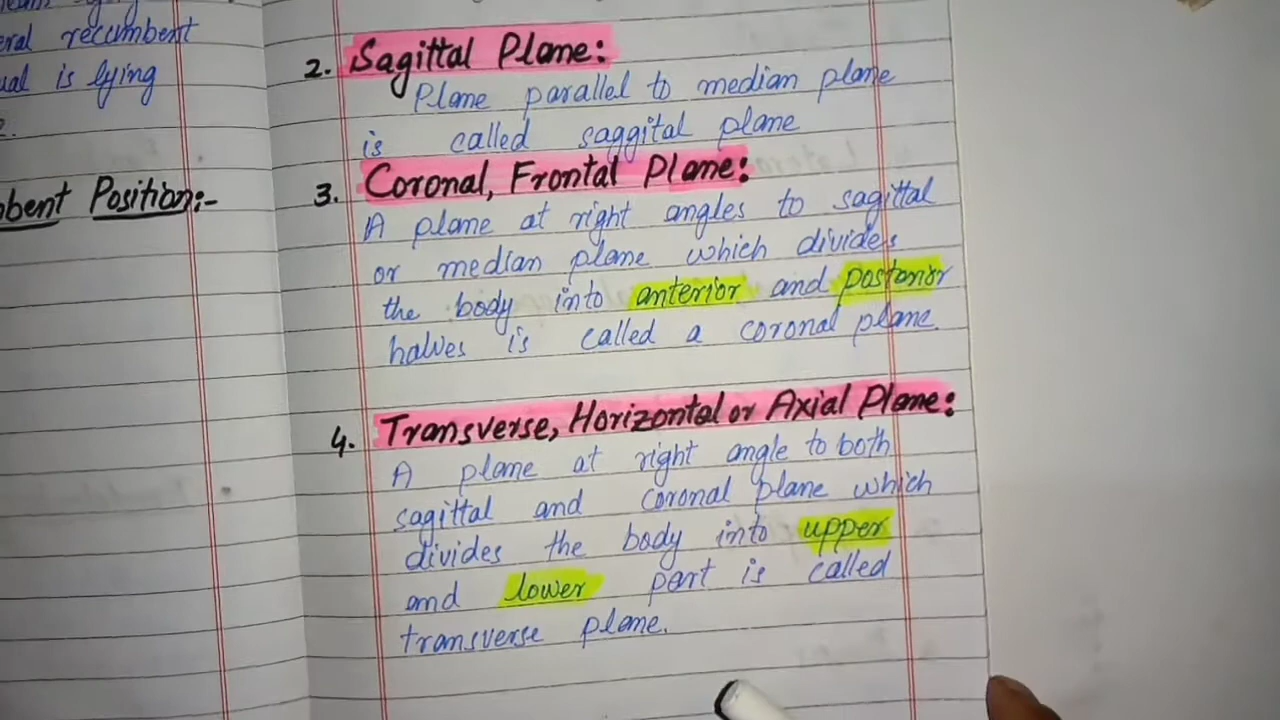 eral recumbent
ual is lying
bent Position:-
2. Sagittal Plane:
Plane parallel to median plane
is called saggital plane
3. Coronal, Frontal Plane:
A plane at right angles to sagittal
or median plane which divides
the body into anterior and posterior
halves is called a coronal plane.
4. Transverse, Horizontal or Axial Plane:
A plane at right angle to both
sagittal and coronal plane which
divides the body into upper
and lower part is called
transverse plane.